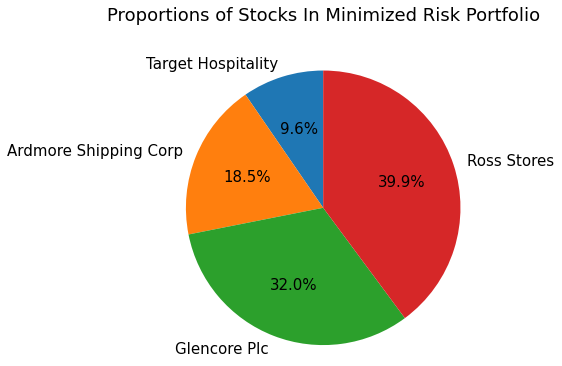 Proportions of Stocks In Minimized Risk Portfolio
Target Hospitality
9.6%
Ardmore Shipping Corp
18.5%
Ross Stores
39.9%
32.0%
Glencore Plc